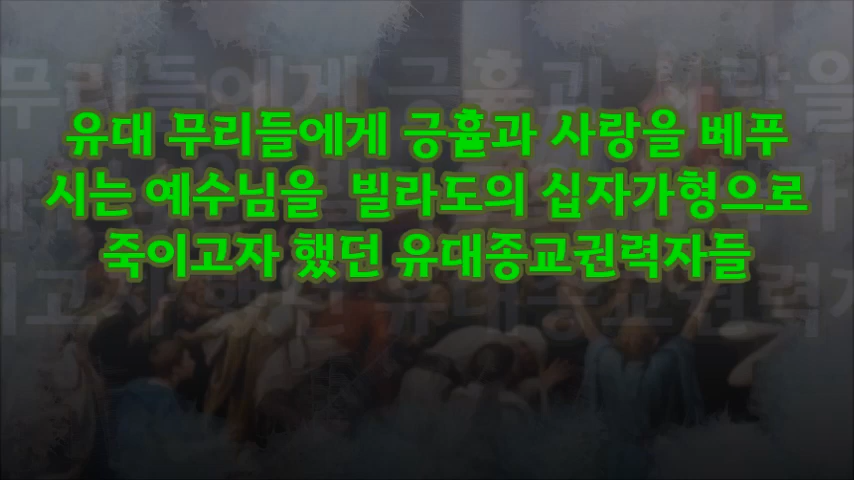 유대 무리들에게 긍휼과 사랑을 베푸
시는 예수님을 빌라도의 십자가형으로
죽이고자 했던 유대종교권력자들